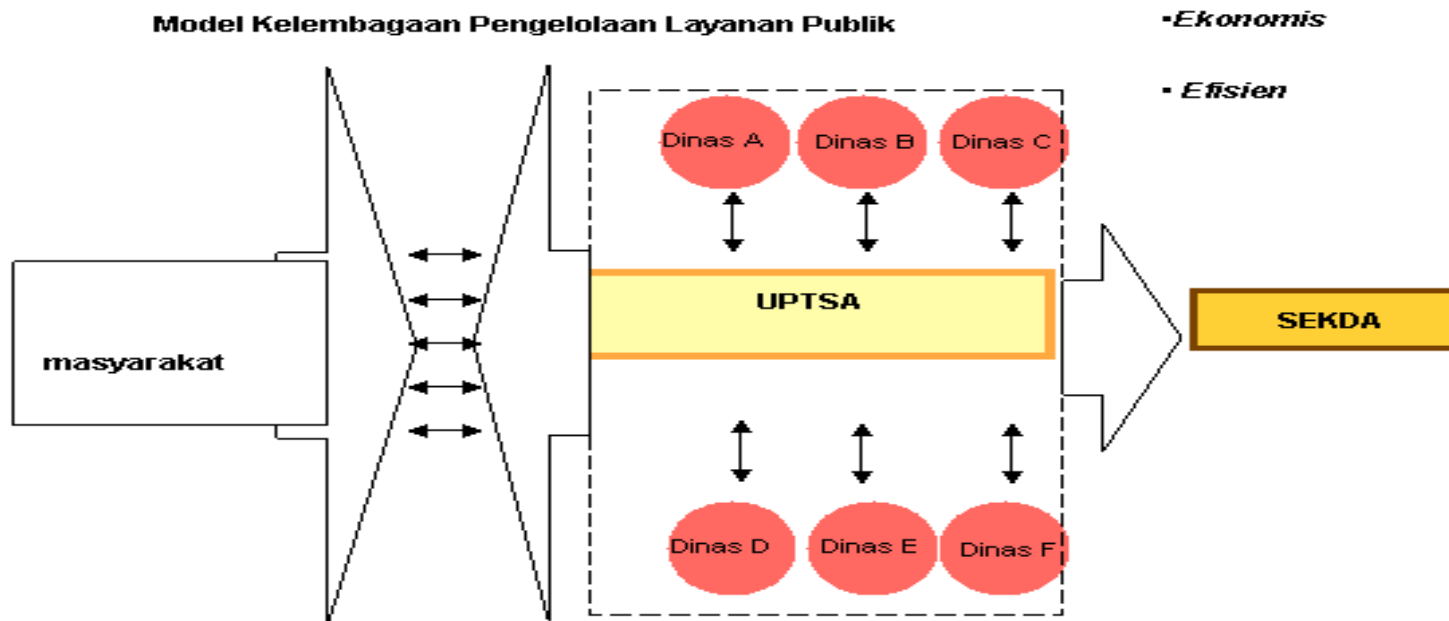 Model Kelembagaan Pengelolaan Layanan Publik
•Ekonomis
• Efisien
Dinas A
Dinas B
Dinas C
UPTSA
SEKDA
masyarakat
Dinas D
Dinas E
Dinas F